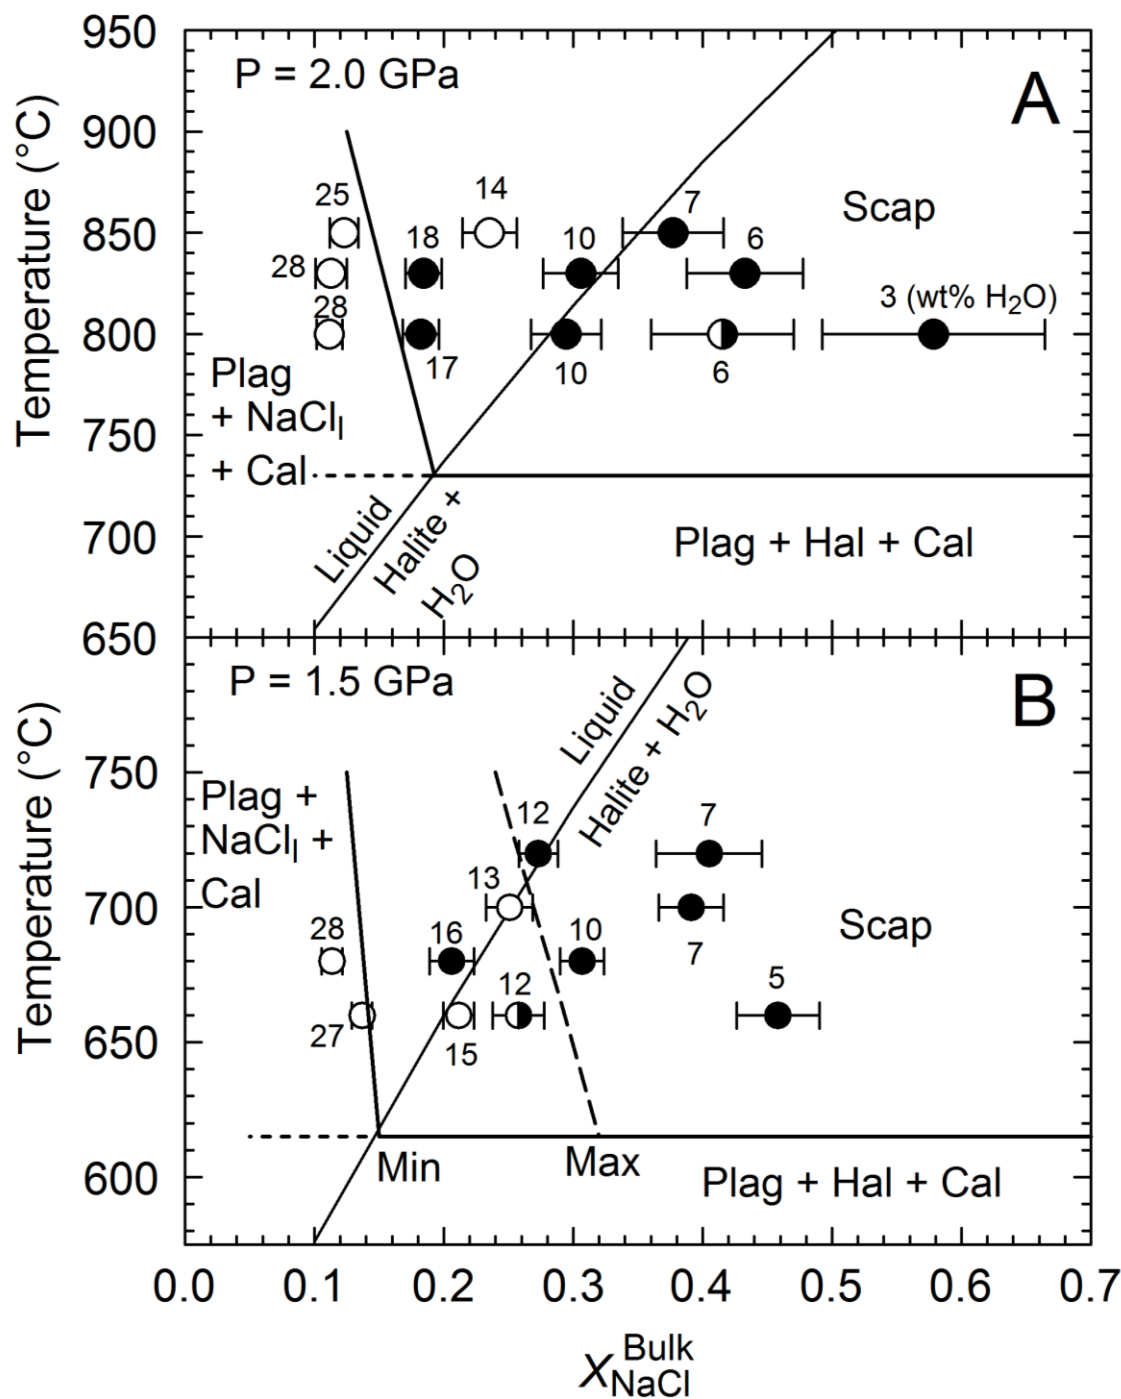 950
900
850
800
750
700
650
Temperature (°C)
P = 2.0 GPa
A
25
14
7
Scap
18
10
6
28
3 (wt% H₂O)
28
17
10
6
Plag
+ NaClₗ
+ Cal
Liquid
Halite +
H₂O
Plag + Hal + Cal
P = 1.5 GPa
B
750
700
650
600
Temperature (°C)
Liquid
Halite + H₂O
Plag +
NaClₗ +
Cal
12
7
13
28
16
10
7
Scap
12
5
27
15
Min
Max
Plag + Hal + Cal
0.0 0.1 0.2 0.3 0.4 0.5 0.6 0.7
X Bulk NaCl